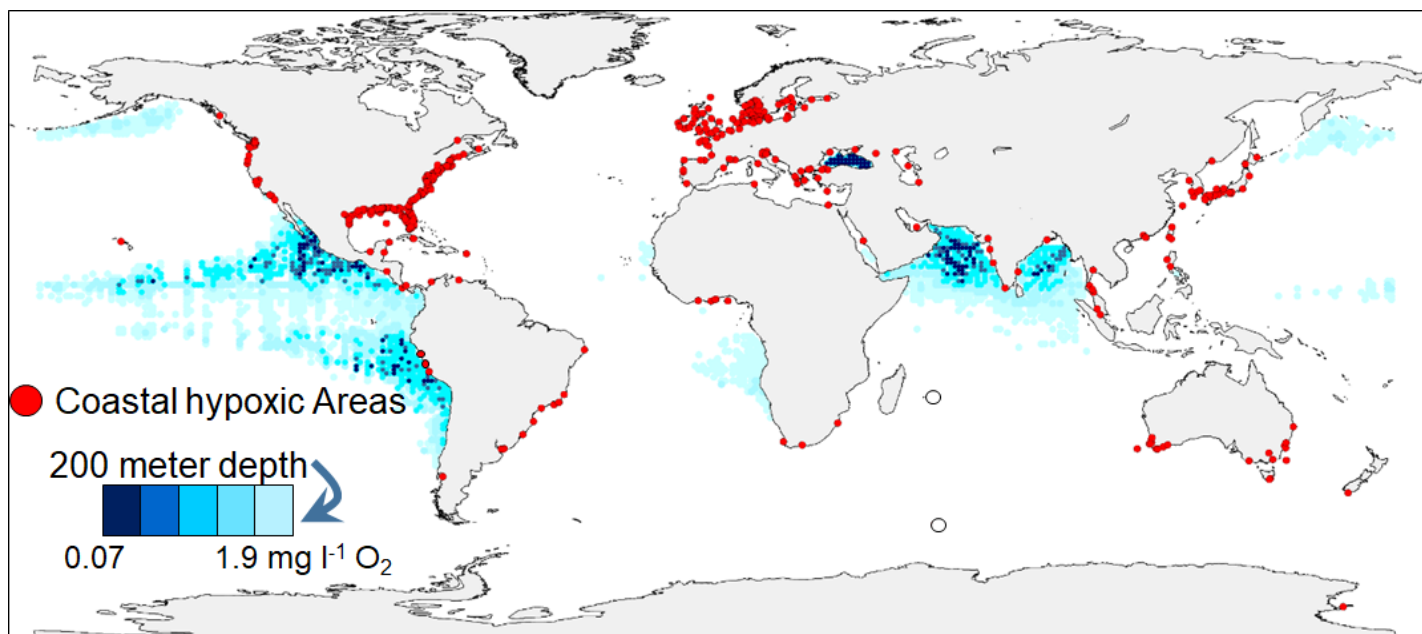 Coastal hypoxic Areas
200 meter depth
0.07 1.9 mg l⁻¹ O₂